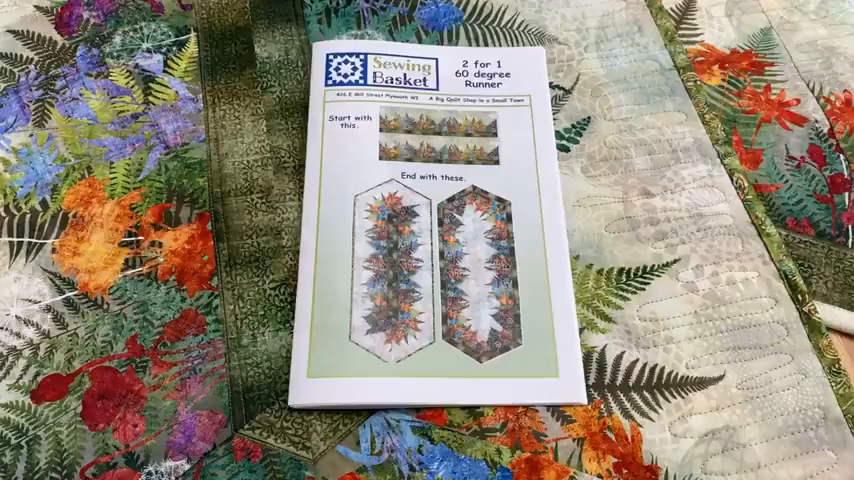 Sewing
Basket
2 for 1
60 degree
Runner
426 E Mill Street Plymouth WI
A Big Quilt Shop in a Small Town
Start with
this.
End with these.